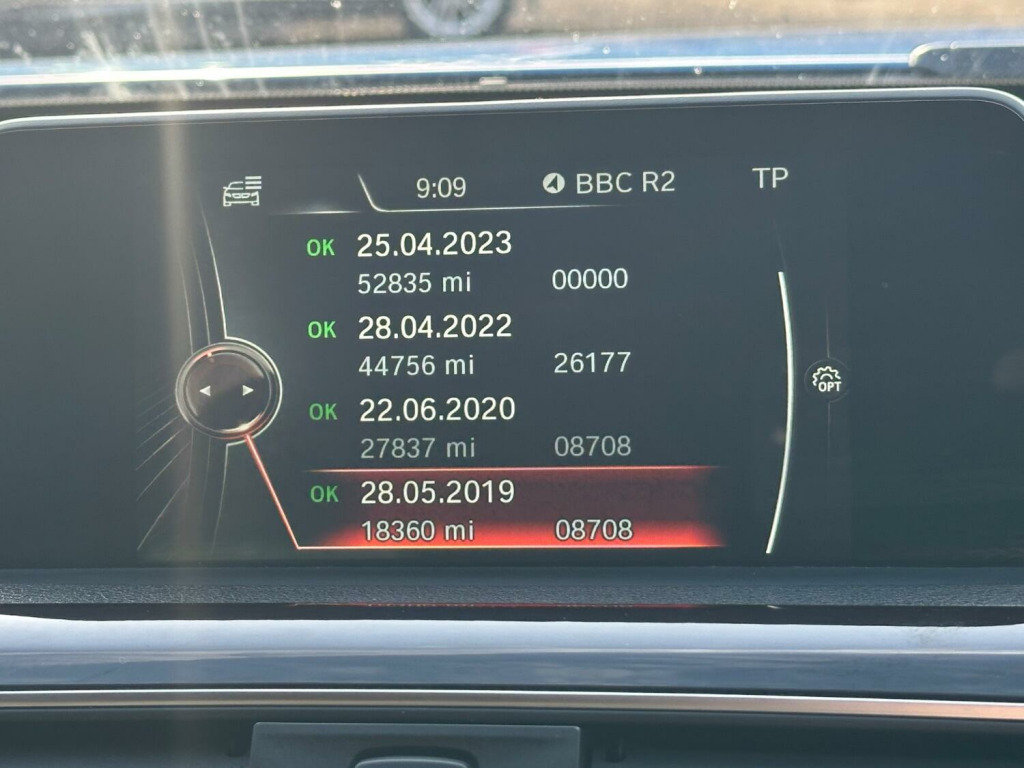 9:09 BBC R2 TP
OK 25.04.2023
52835 mi 00000
OK 28.04.2022
44756 mi 26177
OPT
OK 22.06.2020
27837 mi 08708
OK 28.05.2019
18360 mi 08708